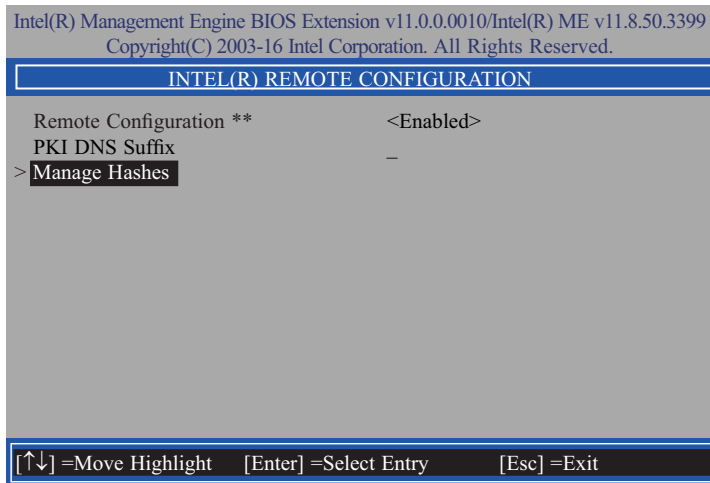 Intel(R) Management Engine BIOS Extension v11.0.0.0010/Intel(R) ME v11.8.50.3399
Copyright(C) 2003-16 Intel Corporation. All Rights Reserved.
INTEL(R) REMOTE CONFIGURATION
Remote Configuration ** <Enabled>
PKI DNS Suffix _
> Manage Hashes
[↑↓] =Move Highlight [Enter] =Select Entry [Esc] =Exit